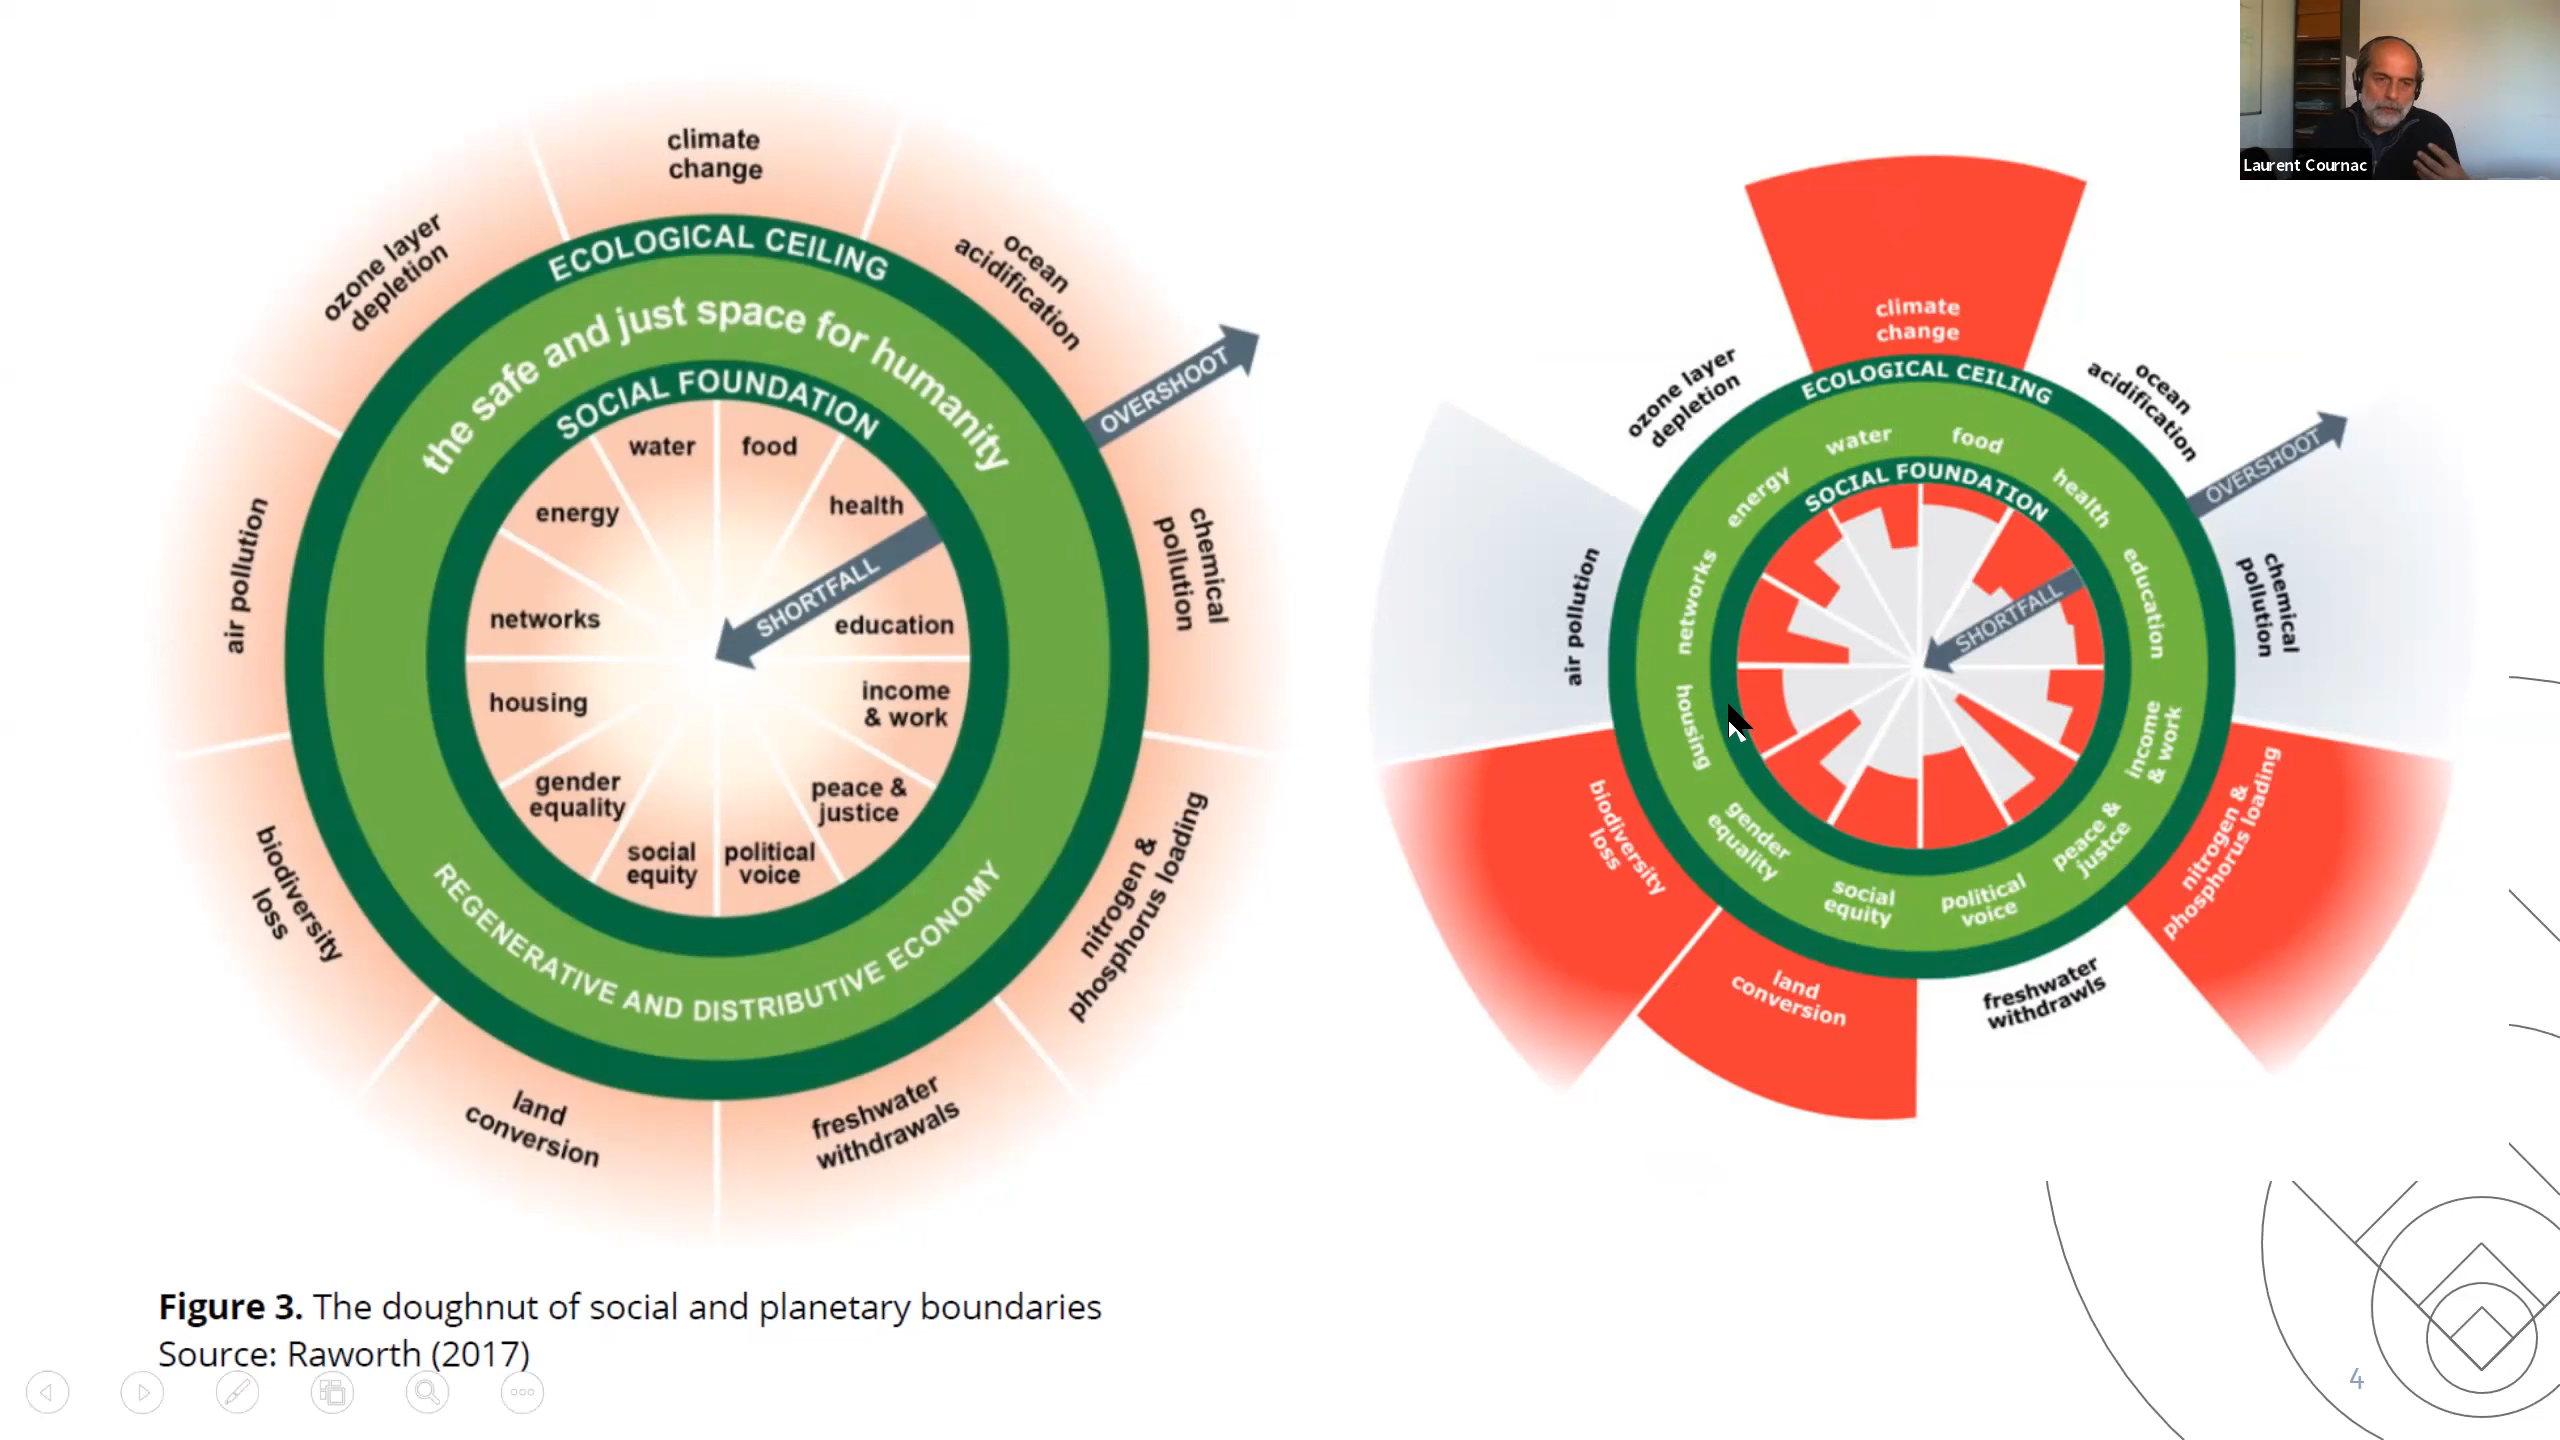 climate
change
ocean
acidification
chemical
pollution
nitrogen &
phosphorus loading
freshwater
withdrawals
land
conversion
biodiversity
loss
air pollution
ozone layer
depletion
ECOLOGICAL CEILING
the safe and just space for humanity
SOCIAL FOUNDATION
water
food
health
education
income
& work
peace &
justice
political
voice
social
equity
gender
equality
housing
networks
energy
SHORTFALL
OVERSHOOT
REGENERATIVE AND DISTRIBUTIVE ECONOMY
climate
change
ocean
acidification
chemical
pollution
nitrogen &
phosphorus loading
freshwater
withdrawls
land
conversion
biodiversity
loss
air pollution
ozone layer
depletion
ECOLOGICAL CEILING
water
food
health
education
income
& work
peace &
justce
political
voice
social
equity
gender
equality
housing
networks
energy
SOCIAL FOUNDATION
SHORTFALL
OVERSHOOT
Laurent Cournac
Figure 3. The doughnut of social and planetary boundaries
Source: Raworth (2017)
4